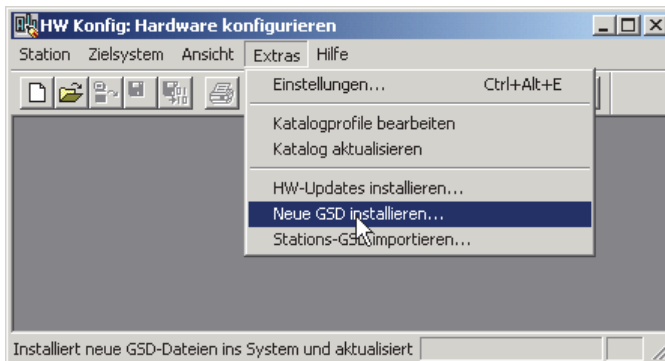 HW Konfig: Hardware konfigurieren
Station Zielsystem Ansicht Extras Hilfe
Einstellungen... Ctrl+Alt+E
Katalogprofile bearbeiten
Katalog aktualisieren
HW-Updates installieren...
Neue GSD installieren...
Stations-GSD importieren...
Installiert neue GSD-Dateien ins System und aktualisiert